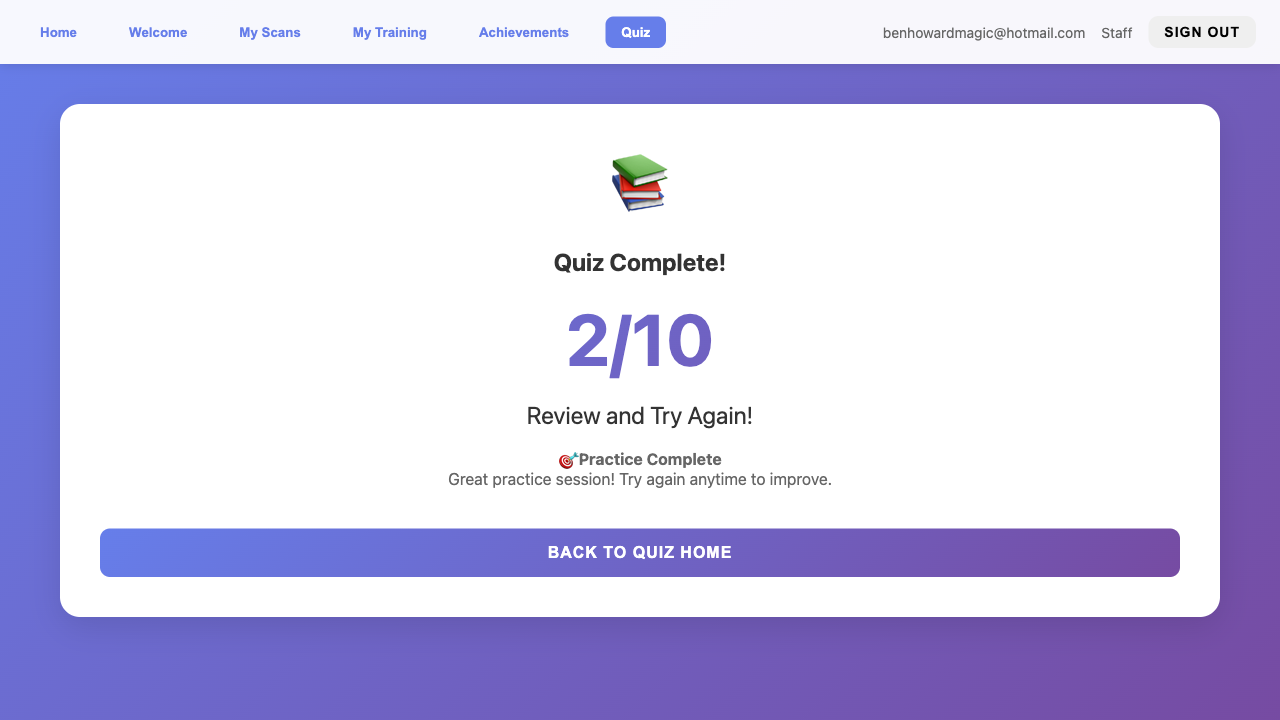 Home Welcome My Scans My Training Achievements Quiz benhowardmagic@hotmail.com Staff SIGN OUT
Quiz Complete!
2/10
Review and Try Again!
🎯Practice Complete
Great practice session! Try again anytime to improve.
BACK TO QUIZ HOME